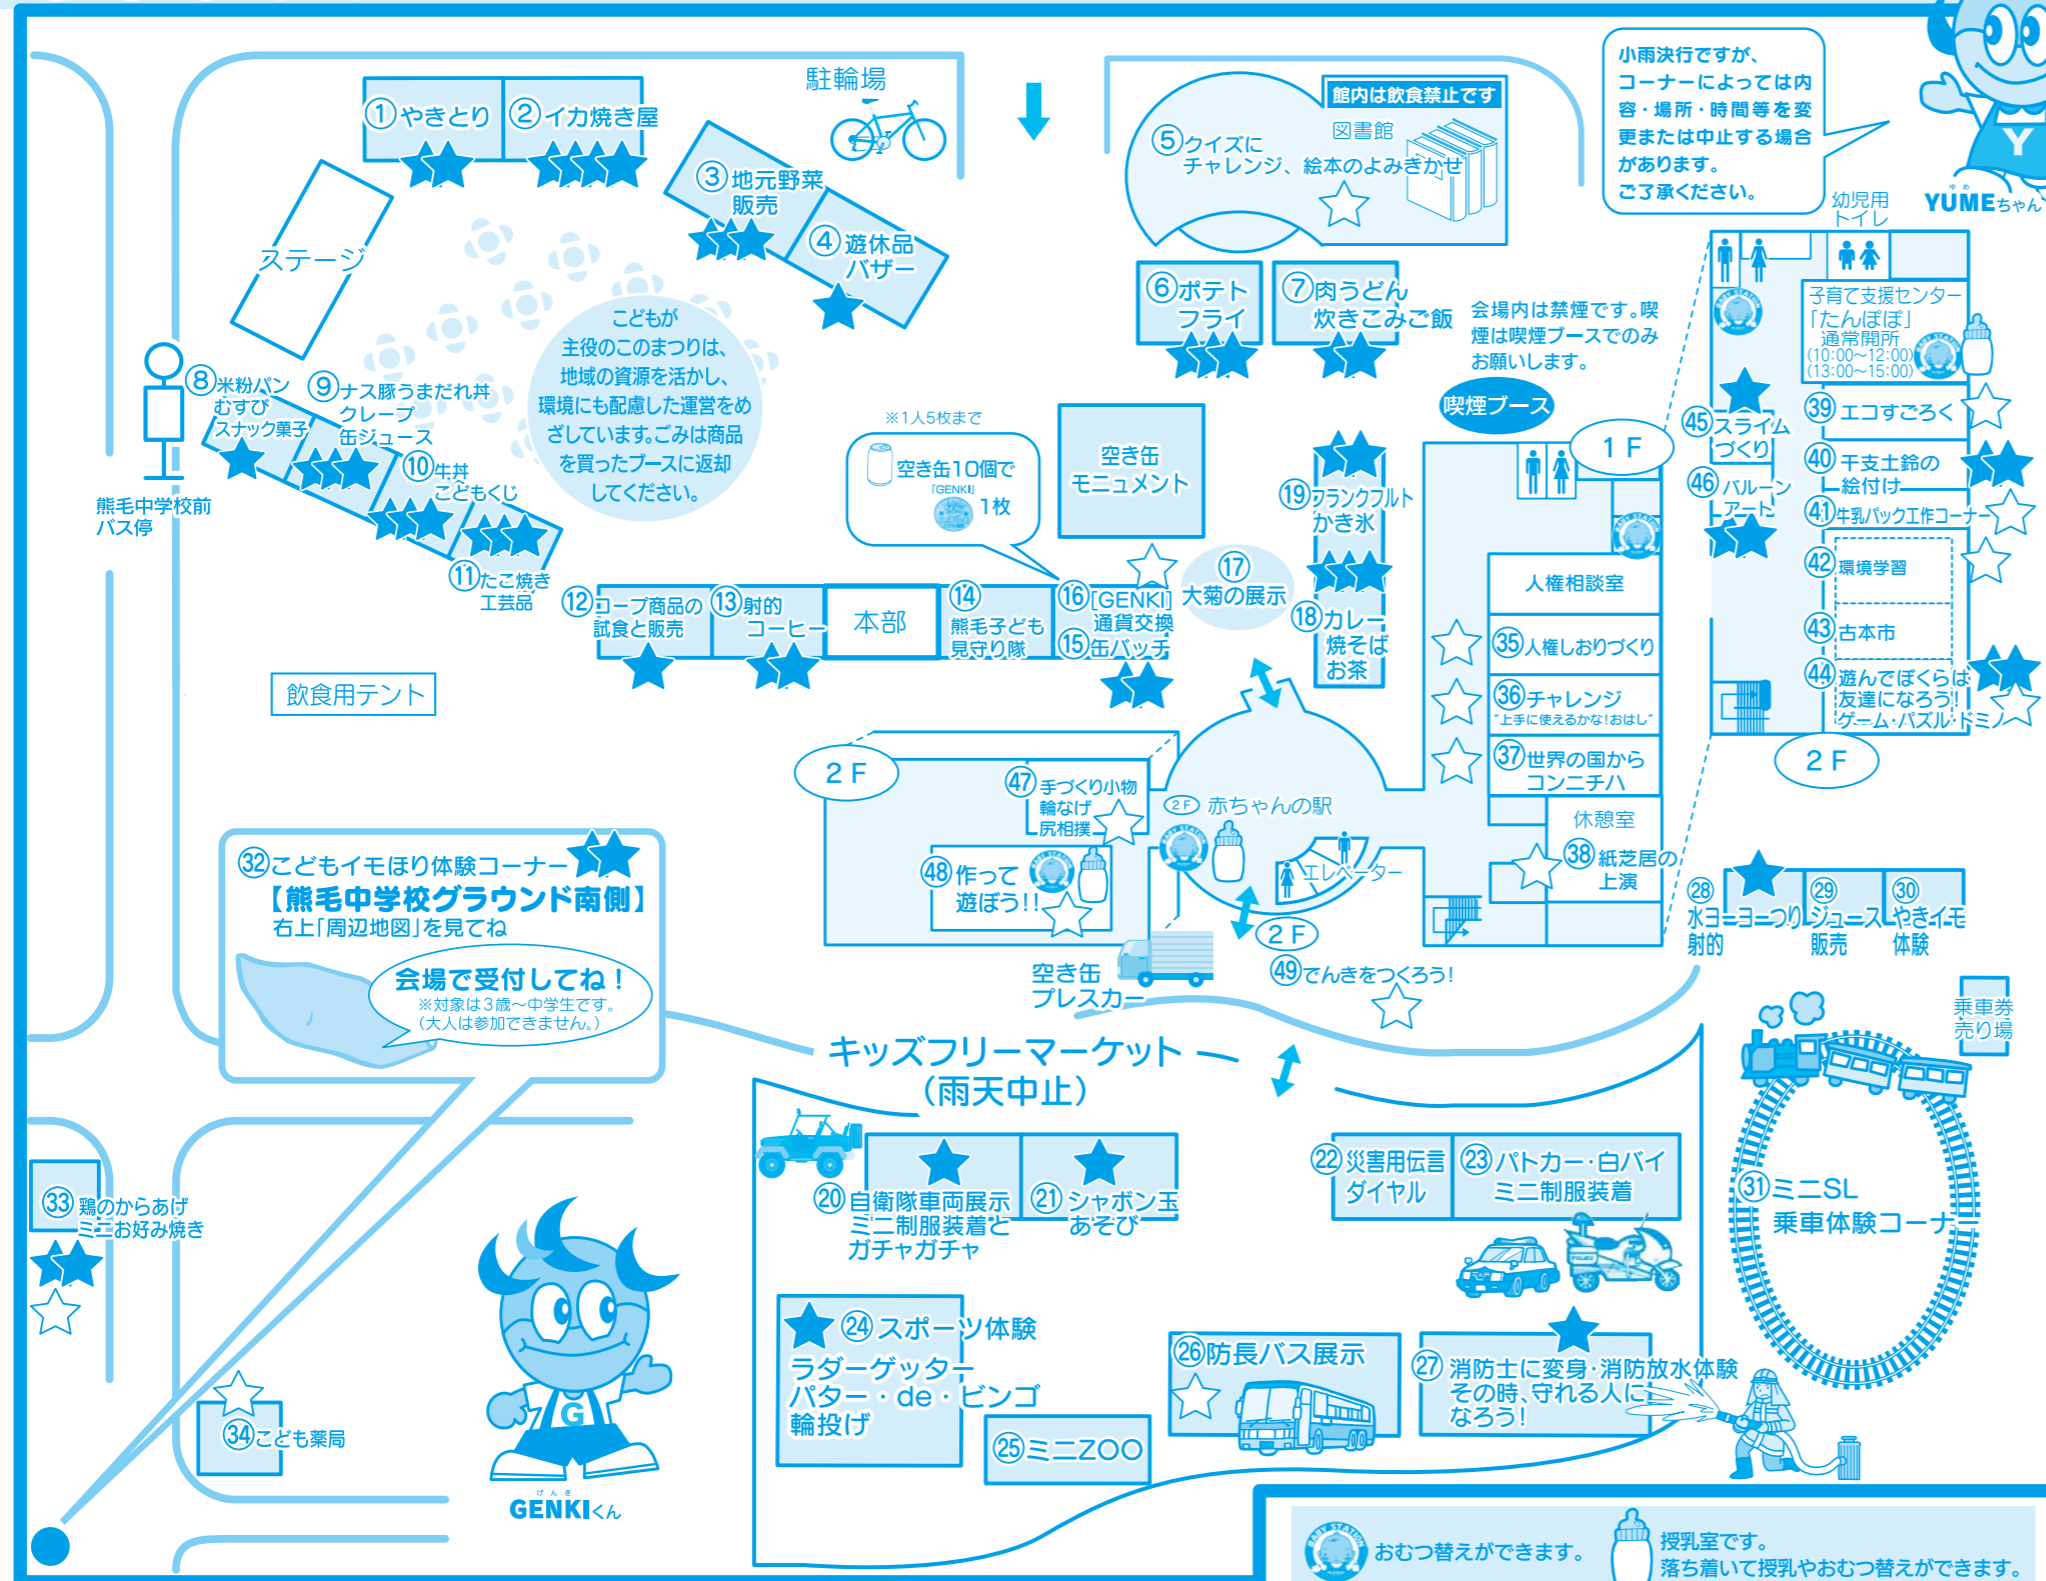 小雨決行ですが、
コーナーによっては内
容・場所・時間等を変
更または中止する場合
があります。
ご了承ください。
ゆめ
YUMEちゃん
Y
駐輪場
①やきとり
②イカ焼き屋
③地元野菜
販売
④遊休品
バザー
ステージ
館内は飲食禁止です
図書館
⑤クイズに
チャレンジ、絵本のよみきかせ
⑥ポテト
フライ
⑦肉うどん
炊きこみご飯
会場内は禁煙です。喫
煙は喫煙ブースでのみ
お願いします。
喫煙ブース
こどもが
主役のこのまつりは、
地域の資源を活かし、
環境にも配慮した運営をめ
ざしています。ごみは商品
を買ったブースに返却
してください。
熊毛中学校前
バス停
⑧米粉パン
むすび
スナック菓子
⑨ナス豚うまだれ丼
クレープ
缶ジュース
⑩牛丼
こどもくじ
⑪たこ焼き
工芸品
※1人5枚まで
空き缶10個で
「GENKI」
1枚
空き缶
モニュメント
⑫コープ商品の
試食と販売
⑬射的
コーヒー
本部
⑭
熊毛子ども
見守り隊
⑯[GENKI]
通貨交換
⑮缶バッチ
⑰
大菊の展示
⑲フランクフルト
かき氷
⑱カレー
焼そば
お茶
飲食用テント
1F
人権相談室
㉟人権しおりづくり
㊱チャレンジ
"上手に使えるかな!おはし"
㊲世界の国から
コンニチハ
休憩室
㊳紙芝居の
上演
幼児用
トイレ
子育て支援センター
「たんぽぽ」
通常開所
(10:00〜12:00)
(13:00〜15:00)
BABY STATION
㊴エコすごろく
㊵干支土鈴の
絵付け
㊶牛乳パック工作コーナー
㊷環境学習
㊸古本市
㊹遊んでぼくらは
友達になろう!
ゲーム・パズル・ドミノ
㊺スライム
づくり
㊻バルーン
アート
2F
2F
㊼手づくり小物
輪なげ
尻相撲
㊽作って
遊ぼう!!
2F 赤ちゃんの駅
BABY STATION
エレベーター
2F
㊾でんきをつくろう!
空き缶
プレスカー
㉘
水ヨーヨーつり
射的
㉙
ジュース
販売
㉚
やきイモ
体験
㉜こどもイモほり体験コーナー
【熊毛中学校グラウンド南側】
右上「周辺地図」を見てね
会場で受付してね!
※対象は3歳〜中学生です。
(大人は参加できません。)
キッズフリーマーケット
(雨天中止)
乗車券
売り場
㉛ミニSL
乗車体験コーナー
⑳自衛隊車両展示
ミニ制服装着と
ガチャガチャ
㉑シャボン玉
あそび
㉒災害用伝言
ダイヤル
㉓パトカー・白バイ
ミニ制服装着
POLICE
㉝鶏のからあげ
ミニお好み焼き
㉞こども薬局
G
げんき
GENKIくん
㉔スポーツ体験
ラダーゲッター
パター・de・ビンゴ
輪投げ
㉕ミニZOO
㉖防長バス展示
㉗消防士に変身・消防放水体験
その時、守れる人に
なろう!
BABY STATION
おむつ替えができます。
授乳室です。
落ち着いて授乳やおむつ替えができます。